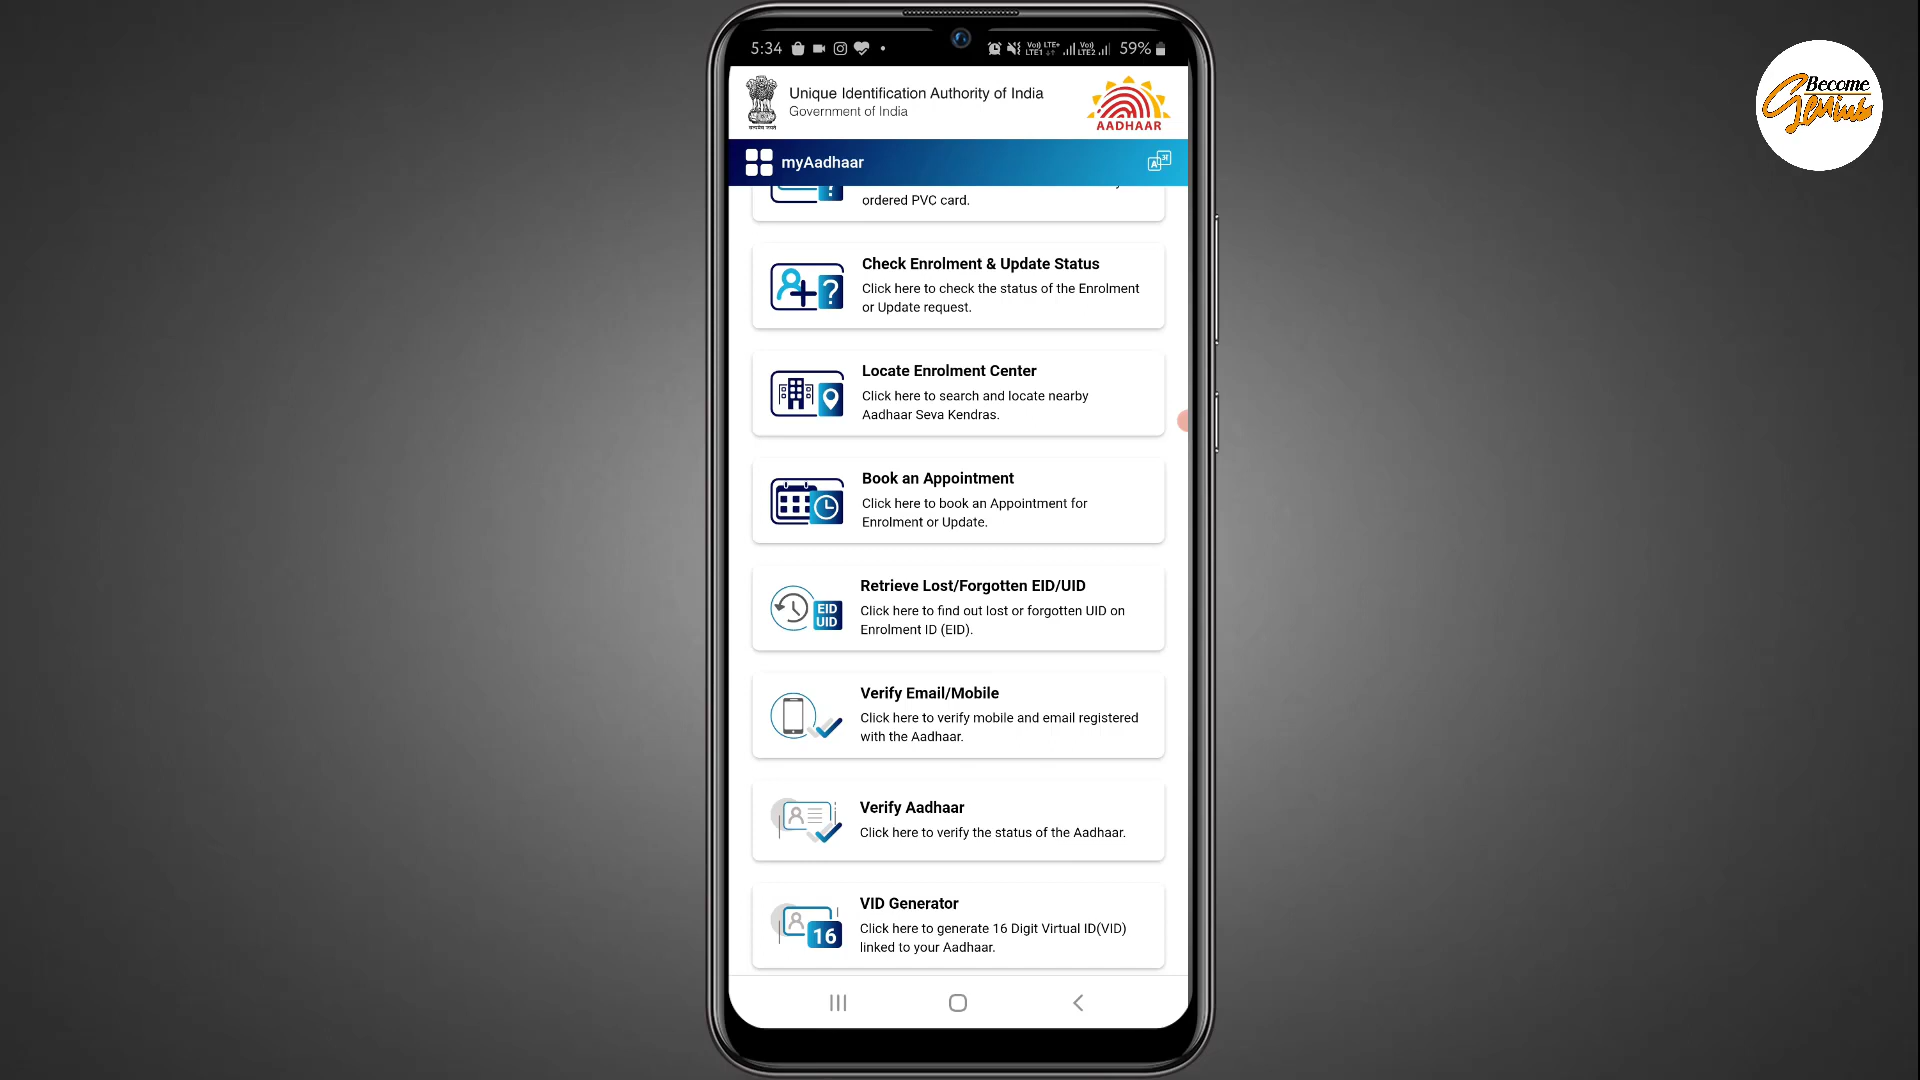 5:34
59%
Become
Genius
Unique Identification Authority of India
Government of India
AADHAAR
myAadhaar
ordered PVC card.
Check Enrolment & Update Status
Click here to check the status of the Enrolment
or Update request.
Locate Enrolment Center
Click here to search and locate nearby
Aadhaar Seva Kendras.
Book an Appointment
Click here to book an Appointment for
Enrolment or Update.
Retrieve Lost/Forgotten EID/UID
EID
UID
Click here to find out lost or forgotten UID on
Enrolment ID (EID).
Verify Email/Mobile
Click here to verify mobile and email registered
with the Aadhaar.
Verify Aadhaar
Click here to verify the status of the Aadhaar.
VID Generator
16
Click here to generate 16 Digit Virtual ID(VID)
linked to your Aadhaar.